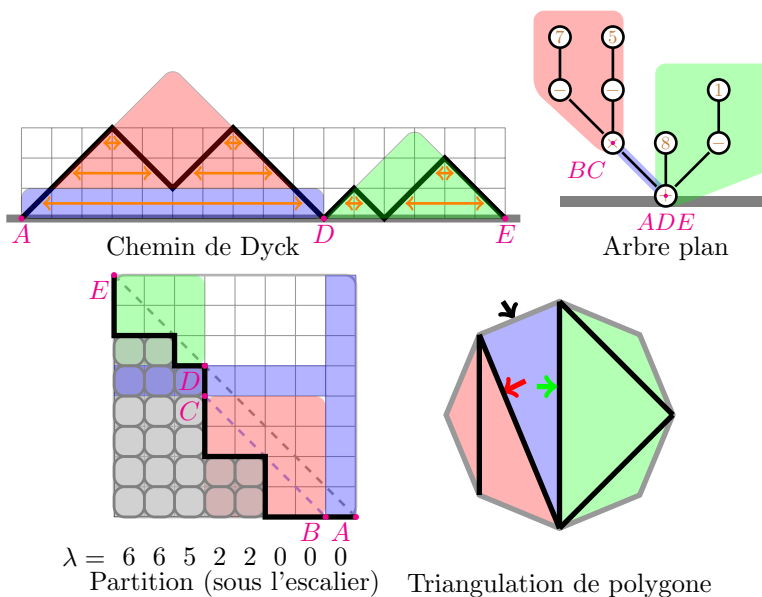 7 5
− − 1
8 −
BC
A D E
ADE
Chemin de Dyck
Arbre plan
E
D
C
B A
λ = 6 6 5 2 2 0 0 0
Partition (sous l'escalier)
Triangulation de polygone